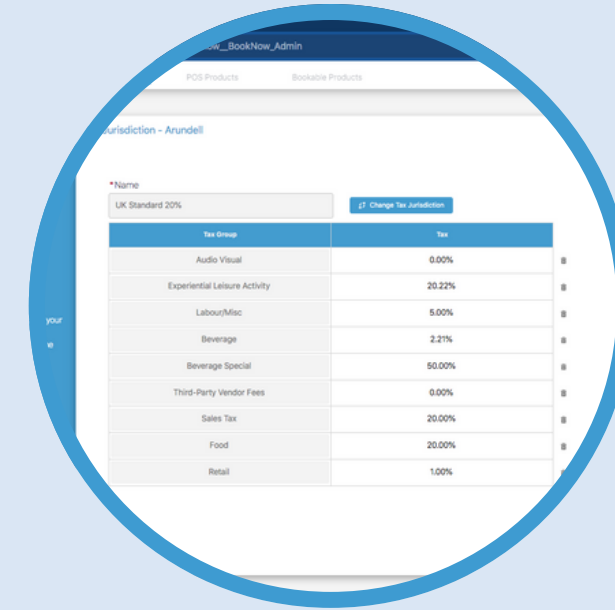 BookNow_Admin
POS Products Bookable Products
Jurisdiction - Arundell
*Name
UK Standard 20% Change Tax Jurisdiction
Tax Group Tax
Audio Visual 0.00%
Experiential Leisure Activity 20.22%
Labour/Misc 5.00%
your
Beverage 2.21%
Beverage Special 50.00%
Third-Party Vendor Fees 0.00%
Sales Tax 20.00%
Food 20.00%
Retail 1.00%